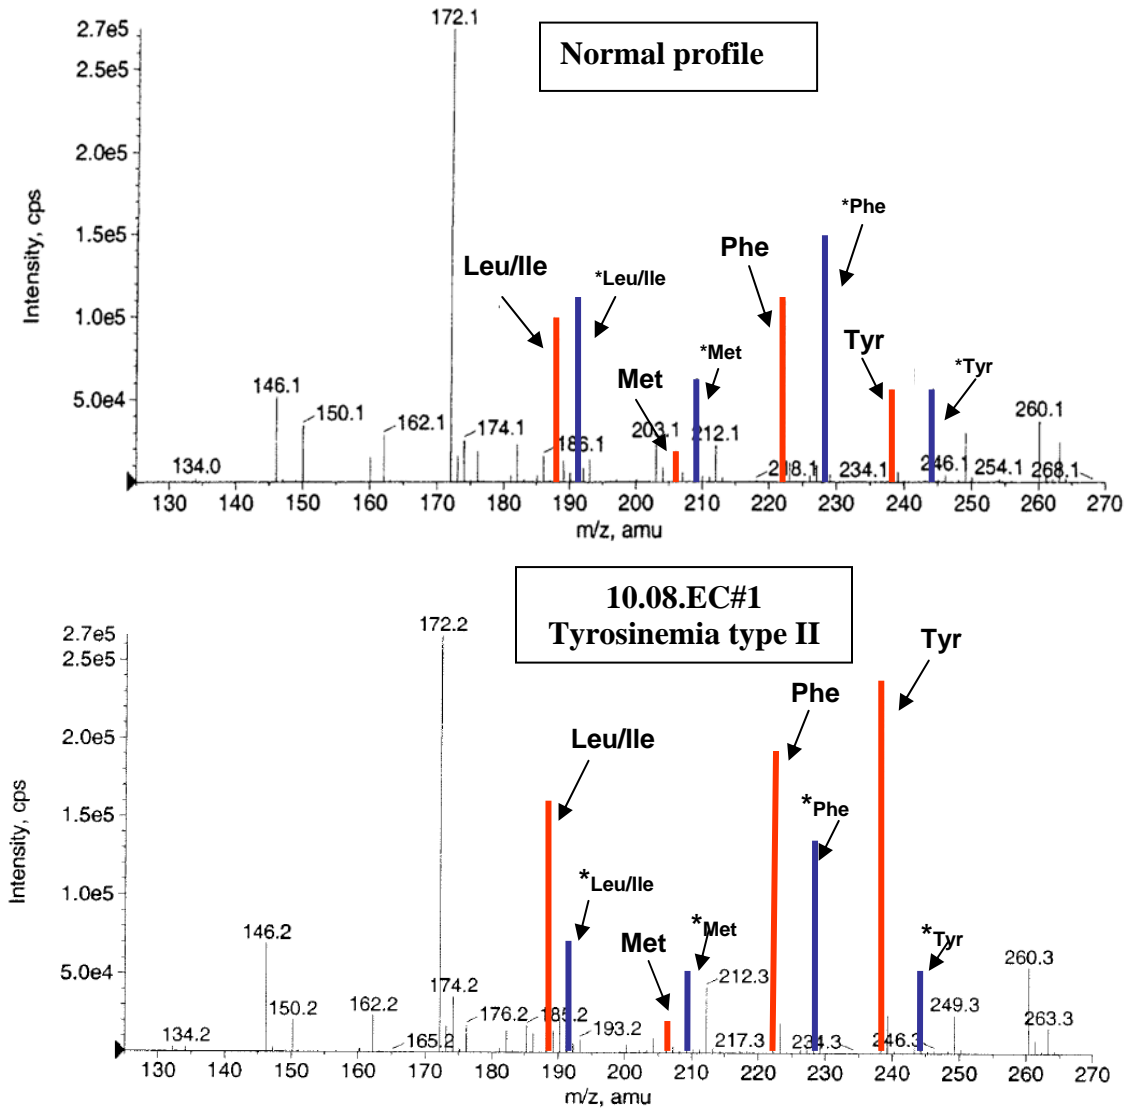 Normal profile
172.1
2.7e5
2.5e5
2.0e5
1.5e5
1.0e5
5.0e4
Intensity, cps
*Phe
Phe
Leu/Ile
*Leu/Ile
Tyr
*Met
Met
*Tyr
146.1
150.1
162.1
174.1
186.1
203.1
212.1
260.1
134.0
234.1
246.1
254.1
268.1
130 140 150 160 170 180 190 200 210 220 230 240 250 260 270
m/z, amu
10.08.EC#1
Tyrosinemia type II
172.2
2.7e5
2.5e5
2.0e5
1.5e5
1.0e5
5.0e4
Intensity, cps
Tyr
Phe
Leu/Ile
*Phe
*Leu/Ile
*Met
Met
*Tyr
146.2
212.3
260.3
174.2
150.2
162.2
176.2
185.2
249.3
263.3
134.2
165.2
193.2
217.3
234.3
246.3
130 140 150 160 170 180 190 200 210 220 230 240 250 260 270
m/z, amu